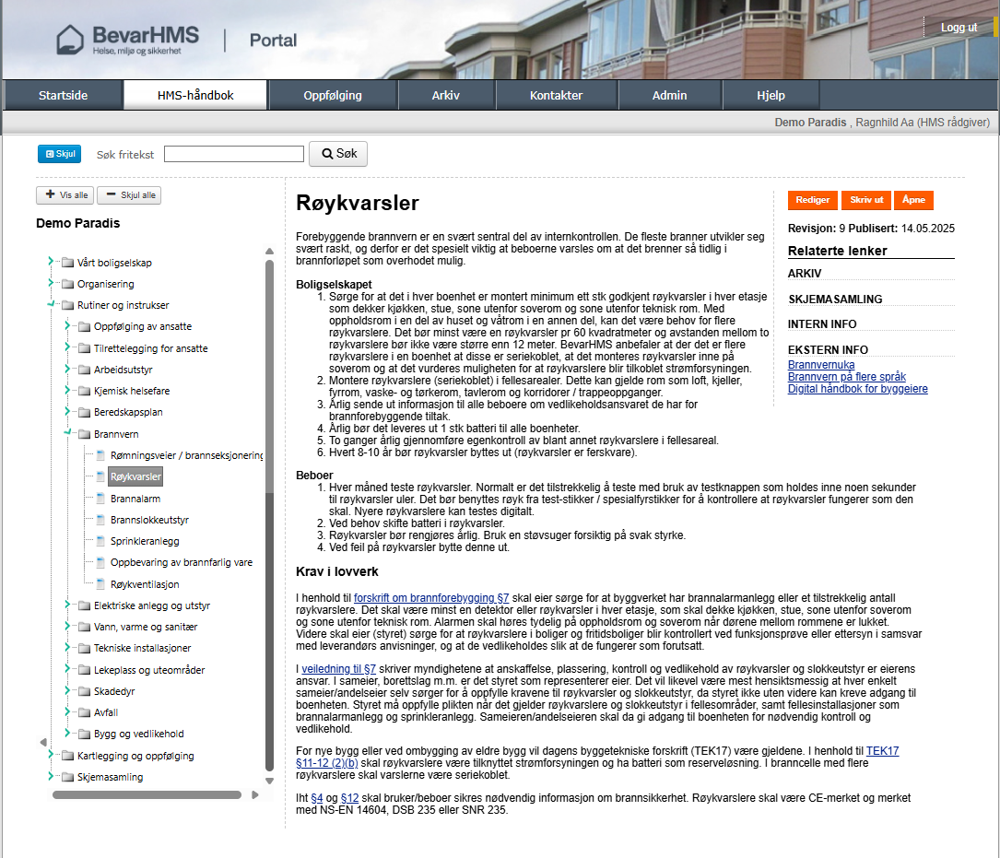 BevarHMS
Helse, miljø og sikkerhet
Portal
Logg ut
Startside
HMS-håndbok
Oppfølging
Arkiv
Kontakter
Admin
Hjelp
Demo Paradis , Ragnhild Aa (HMS rådgiver)
Skjul
Søk fritekst
Søk
Vis alle
Skjul alle
Demo Paradis
Vårt boligselskap
Organisering
Rutiner og instrukser
Oppfølging av ansatte
Tilrettelegging for ansatte
Arbeidsutstyr
Kjemisk helsefare
Beredskapsplan
Brannvern
Rømningsveier / brannseksjonering
Røykvarsler
Brannalarm
Brannslokkeutstyr
Sprinkleranlegg
Oppbevaring av brannfarlig vare
Røykventilasjon
Elektriske anlegg og utstyr
Vann, varme og sanitær
Tekniske installasjoner
Lekeplass og uteområder
Skadedyr
Avfall
Bygg og vedlikehold
Kartlegging og oppfølging
Skjemasamling
Røykvarsler
Forebyggende brannvern er en svært sentral del av internkontrollen. De fleste branner utvikler seg
svært raskt, og derfor er det spesielt viktig at beboerne varsles om at det brenner så tidlig i
brannforløpet som overhodet mulig.
Boligselskapet
1. Sørge for at det i hver boenhet er montert minimum ett stk godkjent røykvarsler i hver etasje
som dekker kjøkken, stue, sone utenfor soverom og sone utenfor teknisk rom. Med
oppholdsrom i en del av huset og våtrom i en annen del, kan det være behov for flere
røykvarslere. Det bør minst være en røykvarsler pr 60 kvadratmeter og avstanden mellom to
røykvarslere bør ikke være større enn 12 meter. BevarHMS anbefaler at der det er flere
røykvarslere i en boenhet at disse er seriekoblet, at det monteres røykvarsler inne på
soverom og at det vurderes muligheten for at røykvarslere blir tilkoblet strømforsyningen.
2. Montere røykvarslere (seriekoblet) i fellesarealer. Dette kan gjelde rom som loft, kjeller,
fyrrom, vaske- og tørkerom, tavlerom og korridorer / trappeoppganger.
3. Årlig sende ut informasjon til alle beboere om vedlikeholdsansvaret de har for
brannforebyggende tiltak.
4. Årlig bør det leveres ut 1 stk batteri til alle boenheter.
5. To ganger årlig gjennomføre egenkontroll av blant annet røykvarslere i fellesareal.
6. Hvert 8-10 år bør røykvarsler byttes ut (røykvarsler er ferskvare).
Beboer
1. Hver måned teste røykvarsler. Normalt er det tilstrekkelig å teste med bruk av testknappen som holdes inne noen sekunder
til røykvarsler uler. Det bør benyttes røyk fra test-stikker / spesialfyrstikker for å kontrollere at røykvarsler fungerer som den
skal. Nyere røykvarslere kan testes digitalt.
2. Ved behov skifte batteri i røykvarsler.
3. Røykvarsler bør rengjøres årlig. Bruk en støvsuger forsiktig på svak styrke.
4. Ved feil på røykvarsler bytte denne ut.
Krav i lovverk
I henhold til forskrift om brannforebygging §7 skal eier sørge for at byggverket har brannalarmanlegg eller et tilstrekkelig antall
røykvarslere. Det skal være minst en detektor eller røykvarsler i hver etasje, som skal dekke kjøkken, stue, sone utenfor soverom
og sone utenfor teknisk rom. Alarmen skal høres tydelig på oppholdsrom og soverom når dørene mellom rommene er lukket.
Videre skal eier (styret) sørge for at røykvarslere i boliger og fritidsboliger blir kontrollert ved funksjonsprøve eller ettersyn i samsvar
med leverandørs anvisninger, og at de vedlikeholdes slik at de fungerer som forutsatt.
I veiledning til §7 skriver myndighetene at anskaffelse, plassering, kontroll og vedlikehold av røykvarsler og slokkeutstyr er eierens
ansvar. I sameier, borettslag m.m. er det styret som representerer eier. Det vil likevel være mest hensiktsmessig at hver enkelt
sameier/andelseier selv sørger for å oppfylle kravene til røykvarsler og slokkeutstyr, da styret ikke uten videre kan kreve adgang til
boenheten. Styret må oppfylle plikten når det gjelder røykvarslere og slokkeutstyr i fellesområder, samt fellesinstallasjoner som
brannalarmanlegg og sprinkleranlegg. Sameieren/andelseieren skal da gi adgang til boenheten for nødvendig kontroll og
vedlikehold.
For nye bygg eller ved ombygging av eldre bygg vil dagens byggetekniske forskrift (TEK17) være gjeldene. I henhold til TEK17
§11-12 (2)(b) skal røykvarslere være tilknyttet strømforsyningen og ha batteri som reserveløsning. I branncelle med flere
røykvarslere skal varslerne være seriekoblet.
Iht §4 og §12 skal bruker/beboer sikres nødvendig informasjon om brannsikkerhet. Røykvarslere skal være CE-merket og merket
med NS-EN 14604, DSB 235 eller SNR 235.
Rediger
Skriv ut
Åpne
Revisjon: 9 Publisert: 14.05.2025
Relaterte lenker
ARKIV
SKJEMASAMLING
INTERN INFO
EKSTERN INFO
Brannvernuka
Brannvern på flere språk
Digital håndbok for byggeiere